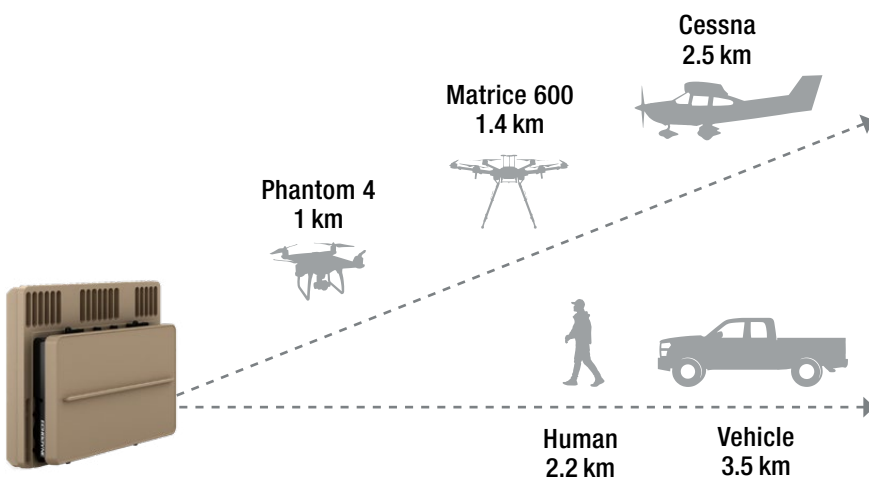 Cessna
2.5 km
Matrice 600
1.4 km
Phantom 4
1 km
Human
2.2 km
Vehicle
3.5 km